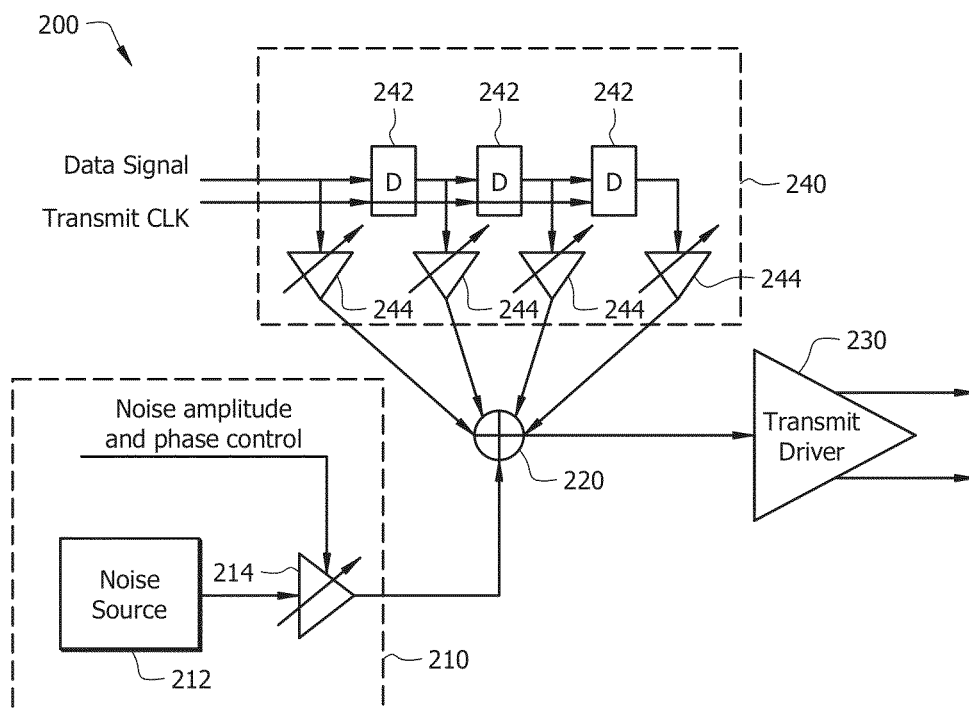 200
242 242 242
Data Signal
D D D
240
Transmit CLK
244 244 244 244
230
Noise amplitude
and phase control
Transmit
Driver
220
214
Noise
Source
210
212